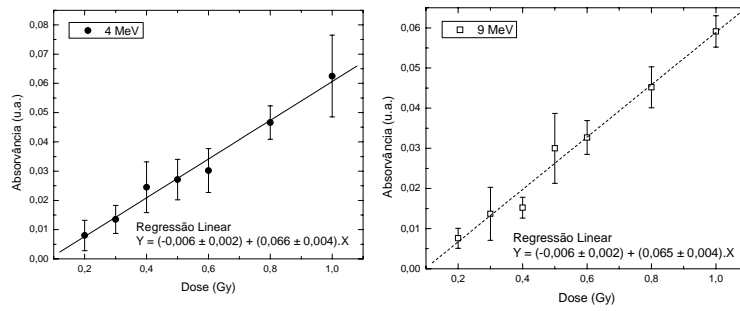 4 MeV
0,08
0,07
0,06
0,05
0,04
0,03
0,02
0,01
0,00
Absorvância (u.a.)
Regressão Linear
Y = (-0,006 ± 0,002) + (0,066 ± 0,004).X
0,2
0,4
0,6
0,8
1,0
Dose (Gy)
9 MeV
0,06
0,05
0,04
0,03
0,02
0,01
0,00
Absorvância (u.a.)
Regressão Linear
Y = (-0,006 ± 0,002) + (0,065 ± 0,004).X
0,2
0,4
0,6
0,8
1,0
Dose (Gy)